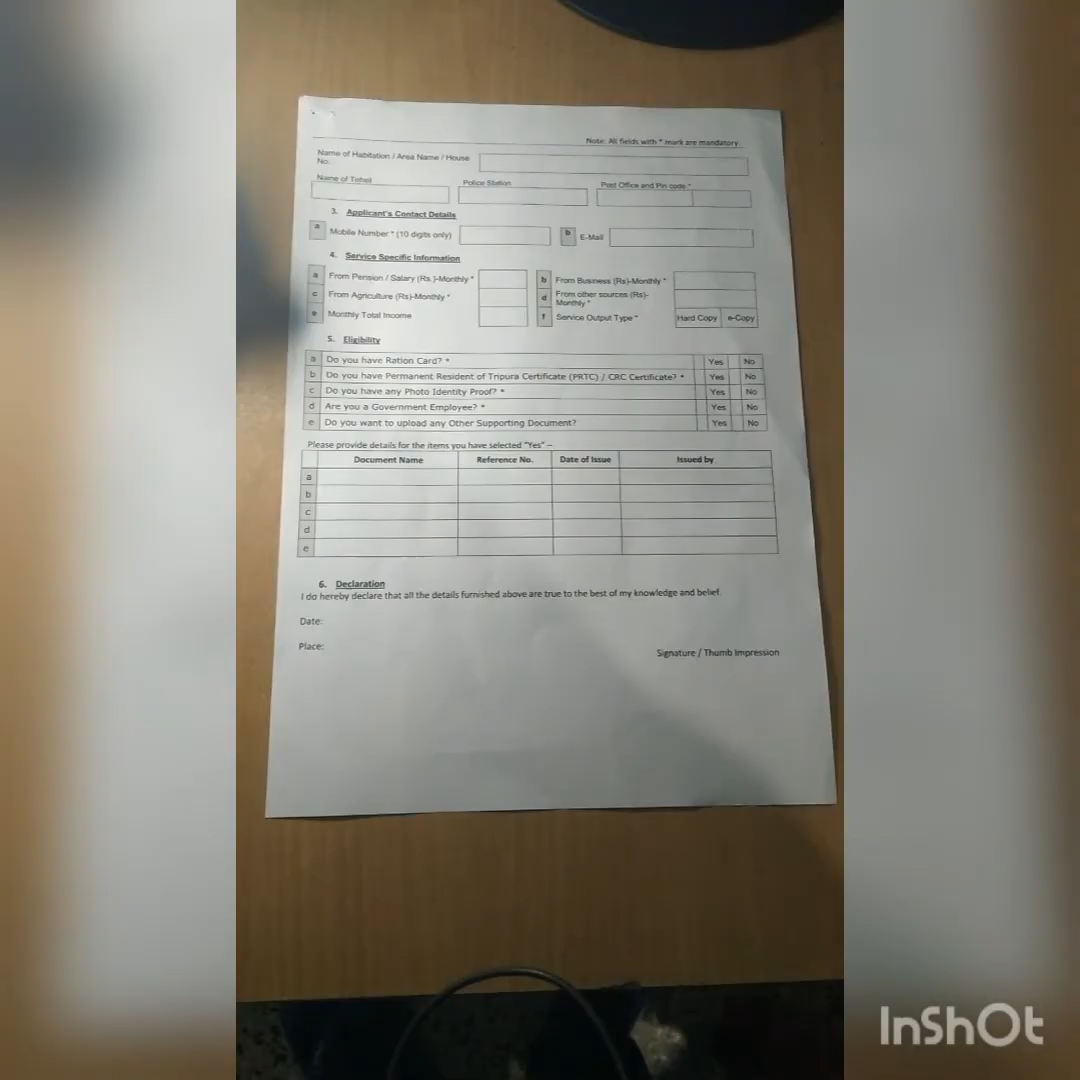 Note: All fields with * mark are mandatory.
Name of Habitation / Area Name / House No.
Name of Tehsil Police Station Post Office and Pin code *
3. Applicant's Contact Details
a Mobile Number * (10 digits only) b E-Mail
4. Service Specific Information
a From Pension / Salary (Rs.)-Monthly * b From Business (Rs)-Monthly *
c From Agriculture (Rs)-Monthly * d From other sources (Rs)-Monthly *
e Monthly Total Income f Service Output Type * Hard Copy e-Copy
5. Eligibility
a Do you have Ration Card? * Yes No
b Do you have Permanent Resident of Tripura Certificate (PRTC) / CRC Certificate? * Yes No
c Do you have any Photo Identity Proof? * Yes No
d Are you a Government Employee? * Yes No
e Do you want to upload any Other Supporting Document? Yes No
Please provide details for the items you have selected "Yes" –
Document Name Reference No. Date of Issue Issued by
a
b
c
d
e
6. Declaration
I do hereby declare that all the details furnished above are true to the best of my knowledge and belief.
Date:
Place:
Signature / Thumb Impression
InShOt